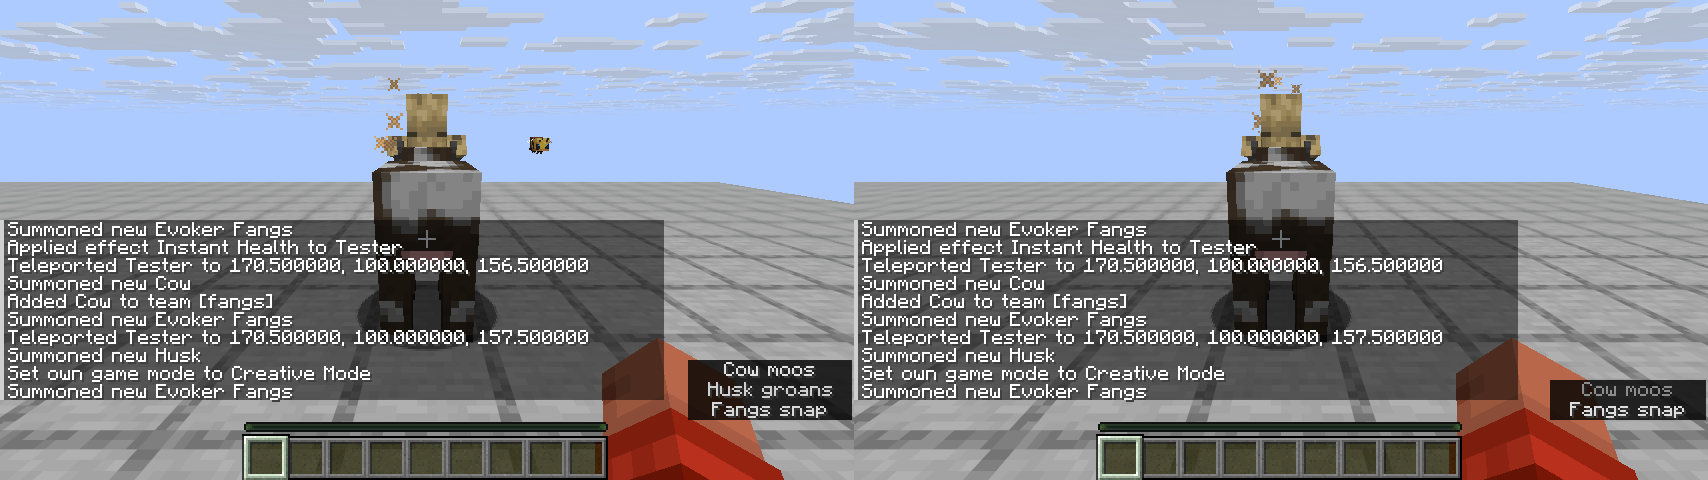 Summoned new Evoker Fangs
Applied effect Instant Health to Tester
Teleported Tester to 170.500000, 100.000000, 156.500000
Summoned new Cow
Added Cow to team [fangs]
Summoned new Evoker Fangs
Teleported Tester to 170.500000, 100.000000, 157.500000
Summoned new Husk
Set own game mode to Creative Mode
Summoned new Evoker Fangs
Cow moos
Husk groans
Fangs snap
Summoned new Evoker Fangs
Applied effect Instant Health to Tester
Teleported Tester to 170.500000, 100.000000, 156.500000
Summoned new Cow
Added Cow to team [fangs]
Summoned new Evoker Fangs
Teleported Tester to 170.500000, 100.000000, 157.500000
Summoned new Husk
Set own game mode to Creative Mode
Summoned new Evoker Fangs
Cow moos
Fangs snap